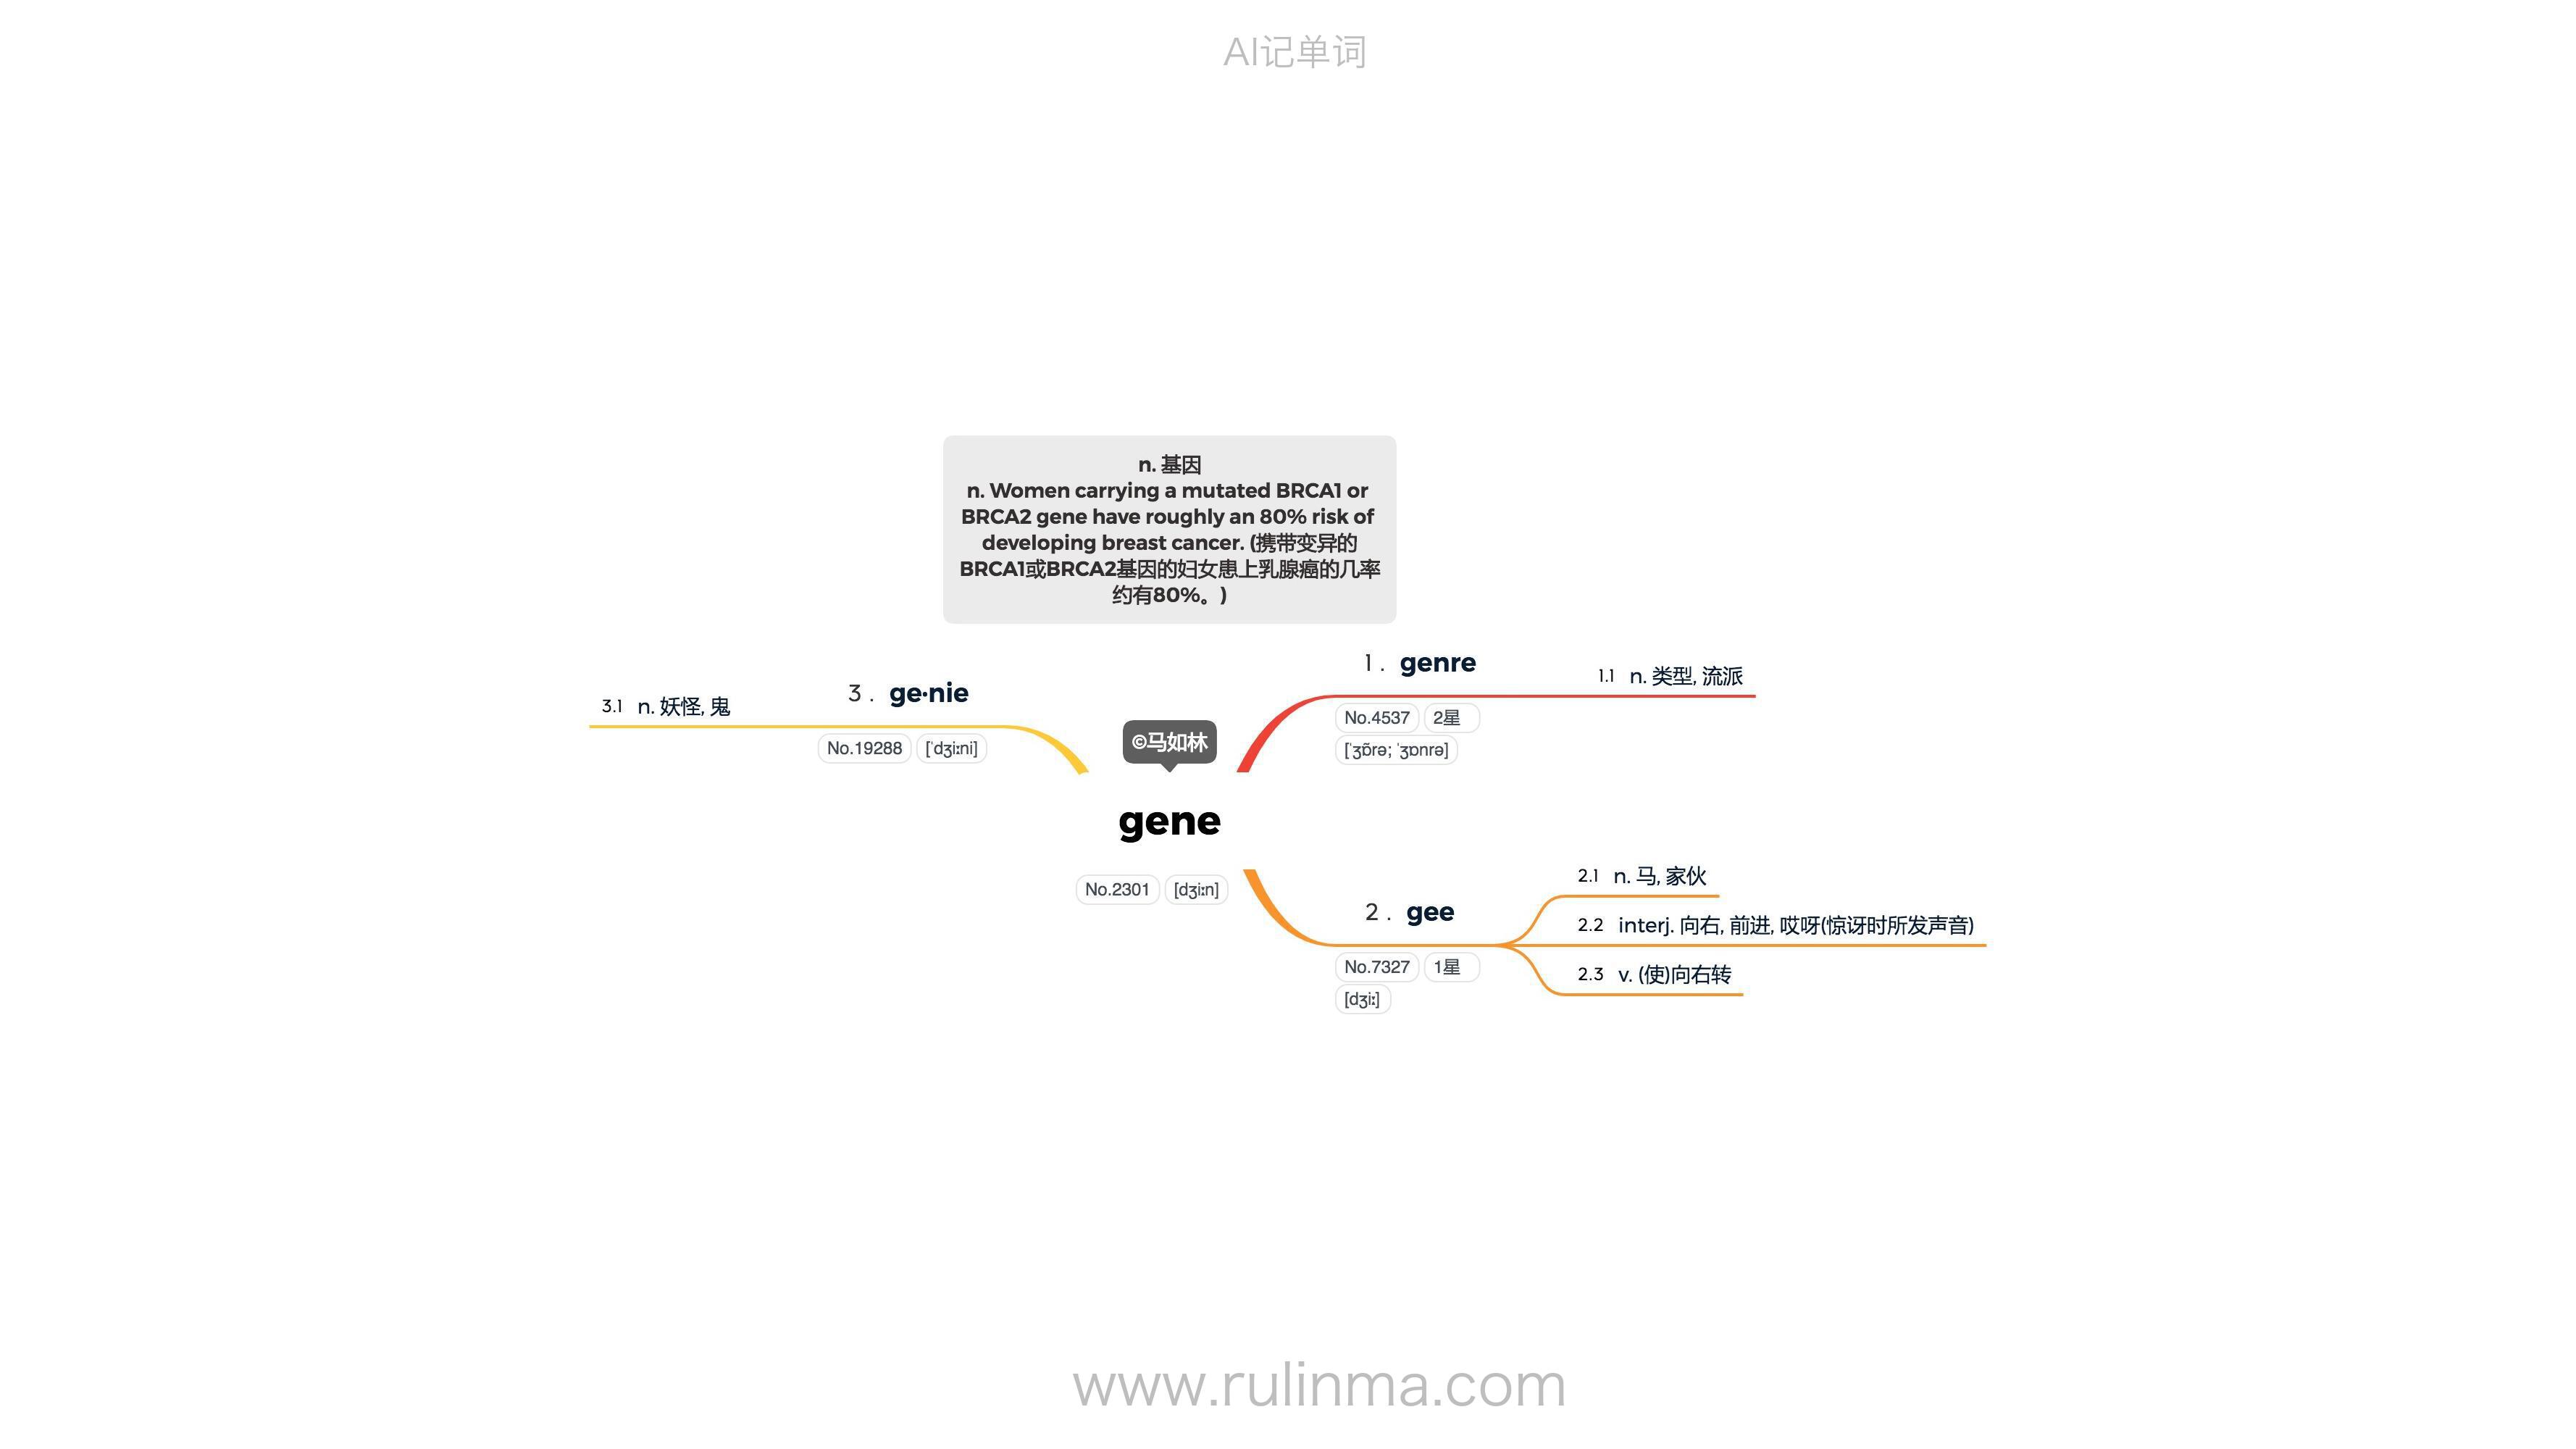 AI记单词
n. 基因
n. Women carrying a mutated BRCA1 or
BRCA2 gene have roughly an 80% risk of
developing breast cancer. (携带变异的
BRCA1或BRCA2基因的妇女患上乳腺癌的几率
约有80%。)
©马如林
gene
No.2301 [dʒiːn]
1 . genre
No.4537 2星
[ˈʒɒ̃rə; ˈʒɒnrə]
1.1 n. 类型, 流派
2 . gee
No.7327 1星
[dʒiː]
2.1 n. 马, 家伙
2.2 interj. 向右, 前进, 哎呀(惊讶时所发声音)
2.3 v. (使)向右转
3 . ge·nie
No.19288 [ˈdʒiːni]
3.1 n. 妖怪, 鬼
www.rulinma.com